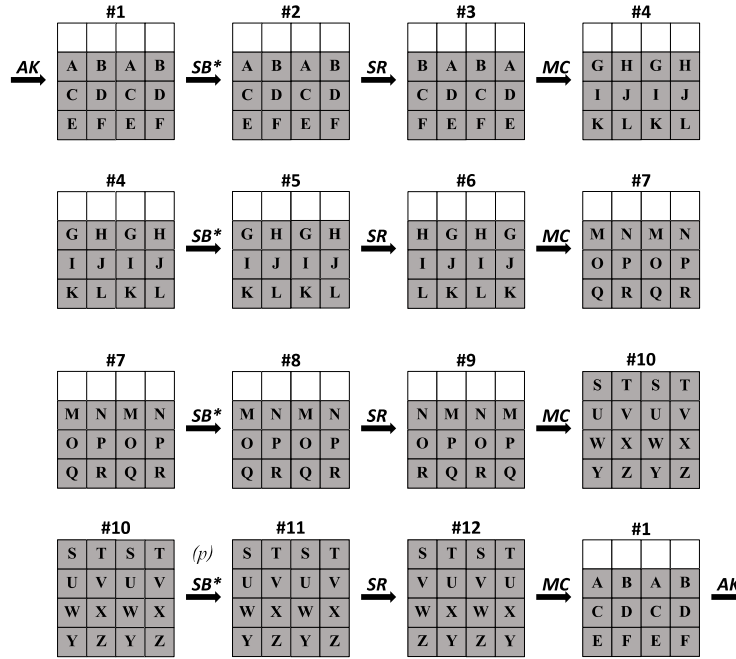 #1 #2 #3 #4
AK SB* SR MC
A B A B A B A B B A B A G H G H
C D C D C D C D C D C D I J I J
E F E F E F E F F E F E K L K L
#4 #5 #6 #7
SB* SR MC
G H G H G H G H H G H G M N M N
I J I J I J I J I J I J O P O P
K L K L K L K L L K L K Q R Q R
#7 #8 #9 #10
SB* SR MC
S T S T
M N M N M N M N N M N M U V U V
O P O P O P O P O P O P W X W X
Q R Q R Q R Q R R Q R Q Y Z Y Z
#10 #11 #12 #1
(p)
SB* SR MC AK
S T S T S T S T S T S T
U V U V U V U V V U V U A B A B
W X W X W X W X W X W X C D C D
Y Z Y Z Y Z Y Z Z Y Z Y E F E F